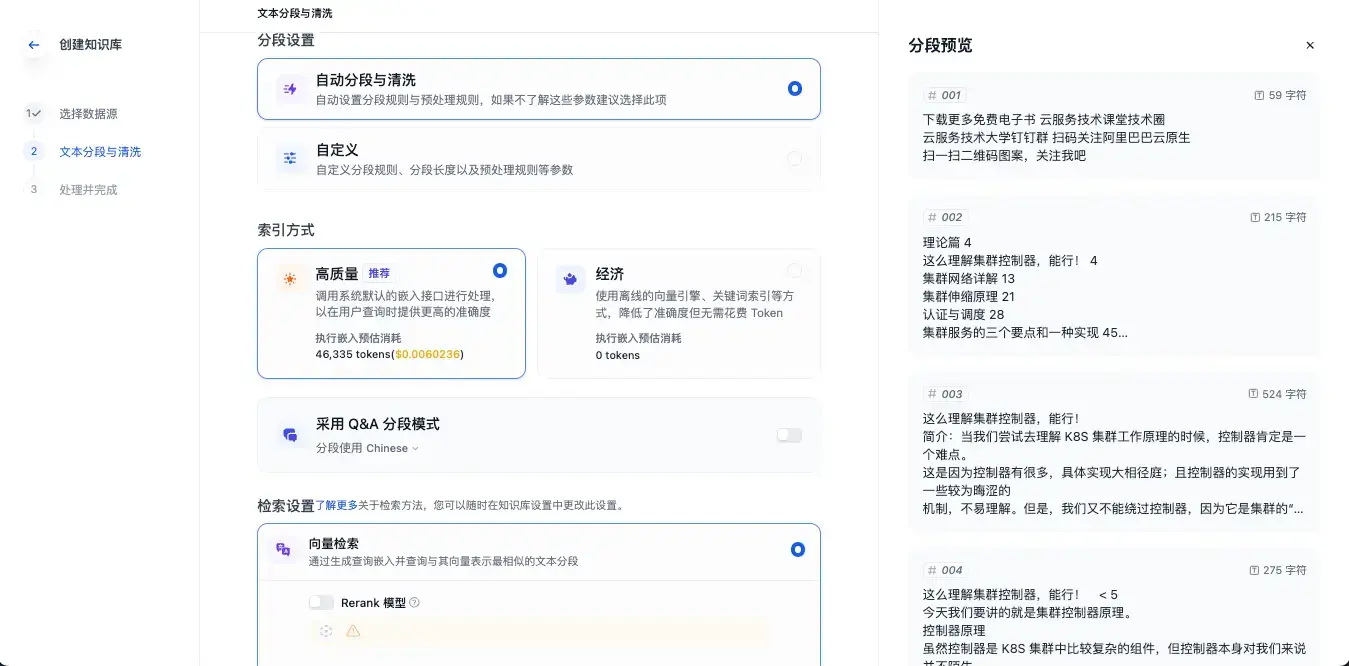 创建知识库
1 选择数据源
2 文本分段与清洗
3 处理并完成
文本分段与清洗
分段设置
自动分段与清洗
自动设置分段规则与预处理规则，如果不了解这些参数建议选择此项
自定义
自定义分段规则、分段长度以及预处理规则等参数
索引方式
高质量 推荐
调用系统默认的嵌入接口进行处理，
以在用户查询时提供更高的准确度
执行嵌入预估消耗
46,335 tokens($0.0060236)
经济
使用离线的向量引擎、关键词索引等方
式，降低了准确度但无需花费 Token
执行嵌入预估消耗
0 tokens
采用 Q&A 分段模式
分段使用 Chinese
检索设置了解更多关于检索方法，您可以随时在知识库设置中更改此设置。
向量检索
通过生成查询嵌入并查询与其向量表示最相似的文本分段
Rerank 模型
分段预览
# 001 59 字符
下载更多免费电子书 云服务技术课堂技术圈
云服务技术大学钉钉群 扫码关注阿里巴巴云原生
扫一扫二维码图案，关注我吧
# 002 215 字符
理论篇 4
这么理解集群控制器，能行！ 4
集群网络详解 13
集群伸缩原理 21
认证与调度 28
集群服务的三个要点和一种实现 45...
# 003 524 字符
这么理解集群控制器，能行！
简介：当我们尝试去理解 K8S 集群工作原理的时候，控制器肯定是一
个难点。
这是因为控制器有很多，具体实现大相径庭；且控制器的实现用到了
一些较为晦涩的
机制，不易理解。但是，我们又不能绕过控制器，因为它是集群的“...
# 004 275 字符
这么理解集群控制器，能行！ < 5
今天我们要讲的就是集群控制器原理。
控制器原理
虽然控制器是 K8S 集群中比较复杂的组件，但控制器本身对我们来说
并不陌生